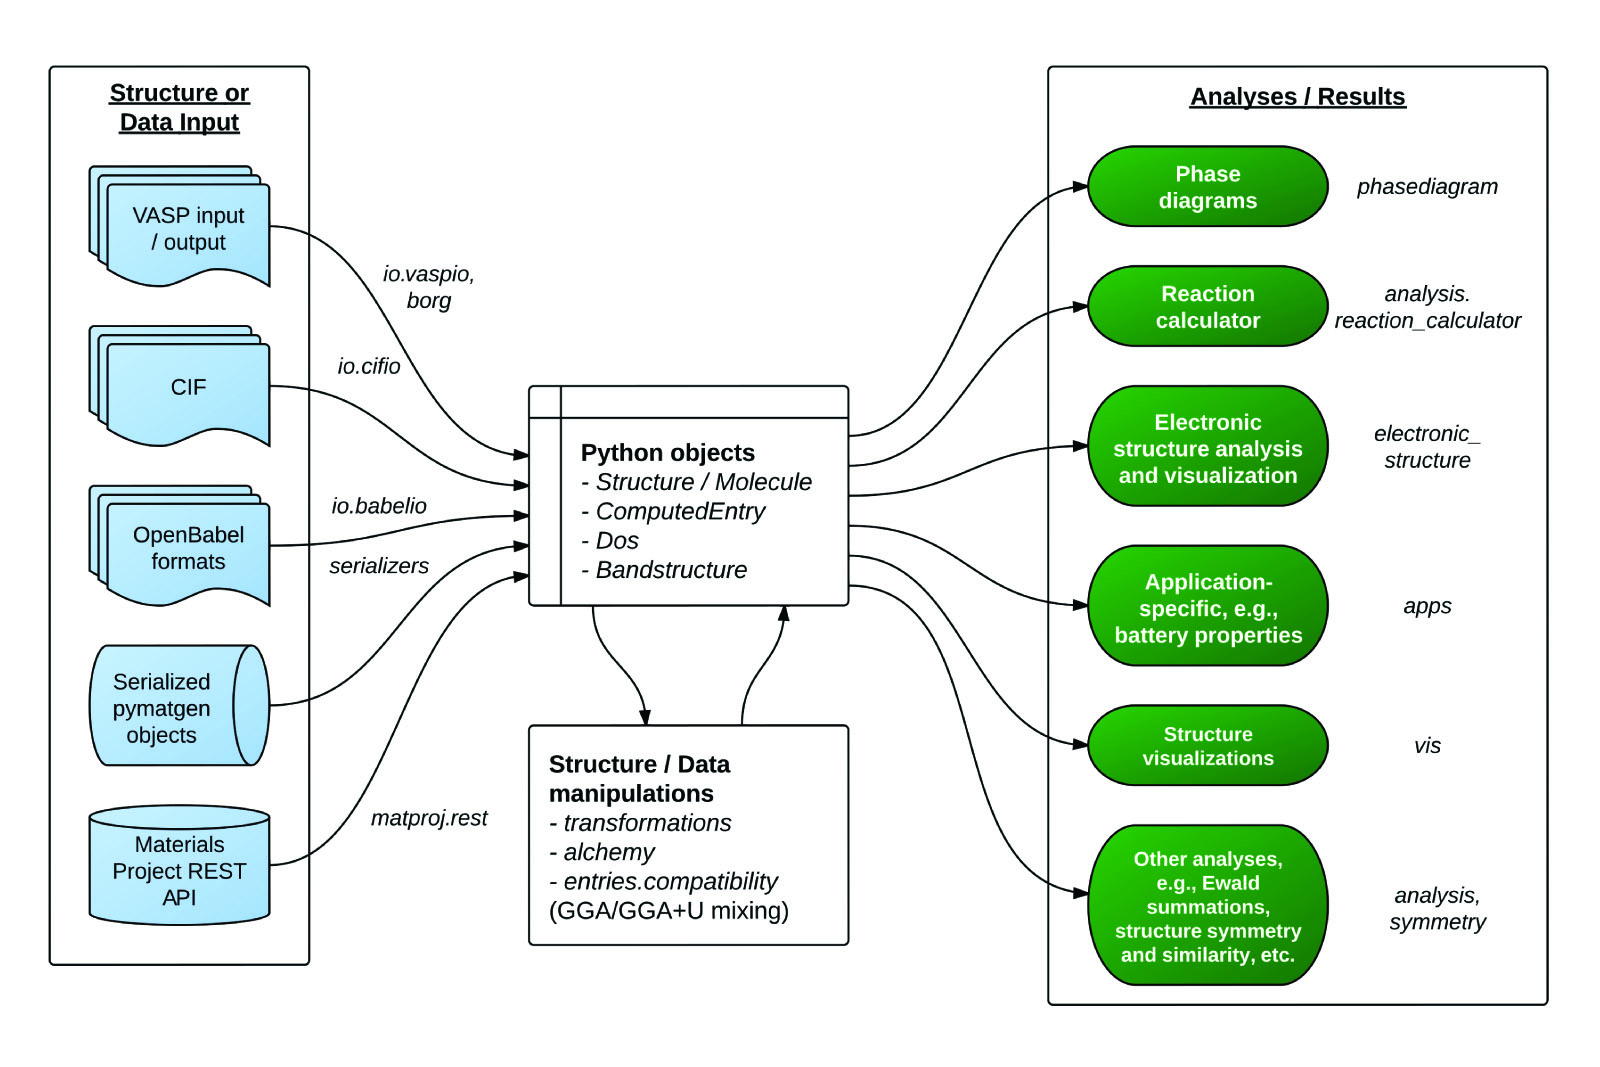 Structure or
Data Input
VASP input
/ output
CIF
OpenBabel
formats
Serialized
pymatgen
objects
Materials
Project REST
API
io.vaspio,
borg
io.cifio
io.babelio
serializers
matproj.rest
Python objects
- Structure / Molecule
- ComputedEntry
- Dos
- Bandstructure
Structure / Data
manipulations
- transformations
- alchemy
- entries.compatibility
(GGA/GGA+U mixing)
Analyses / Results
Phase
diagrams
phasediagram
Reaction
calculator
analysis.
reaction_calculator
Electronic
structure analysis
and visualization
electronic_
structure
Application-
specific, e.g.,
battery properties
apps
Structure
visualizations
vis
Other analyses,
e.g., Ewald
summations,
structure symmetry
and similarity, etc.
analysis,
symmetry